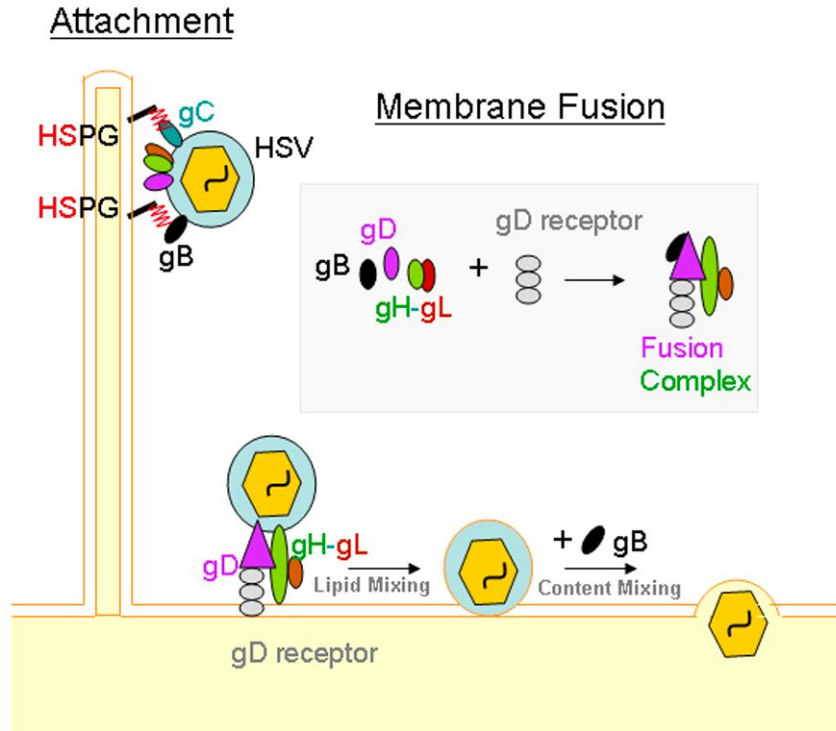 Attachment
Membrane Fusion
gC
HSPG
HSV
HSPG
gB
gD
gD receptor
gB
+
gH-gL
Fusion
Complex
gD
gH-gL
Lipid Mixing
+ gB
Content Mixing
gD receptor